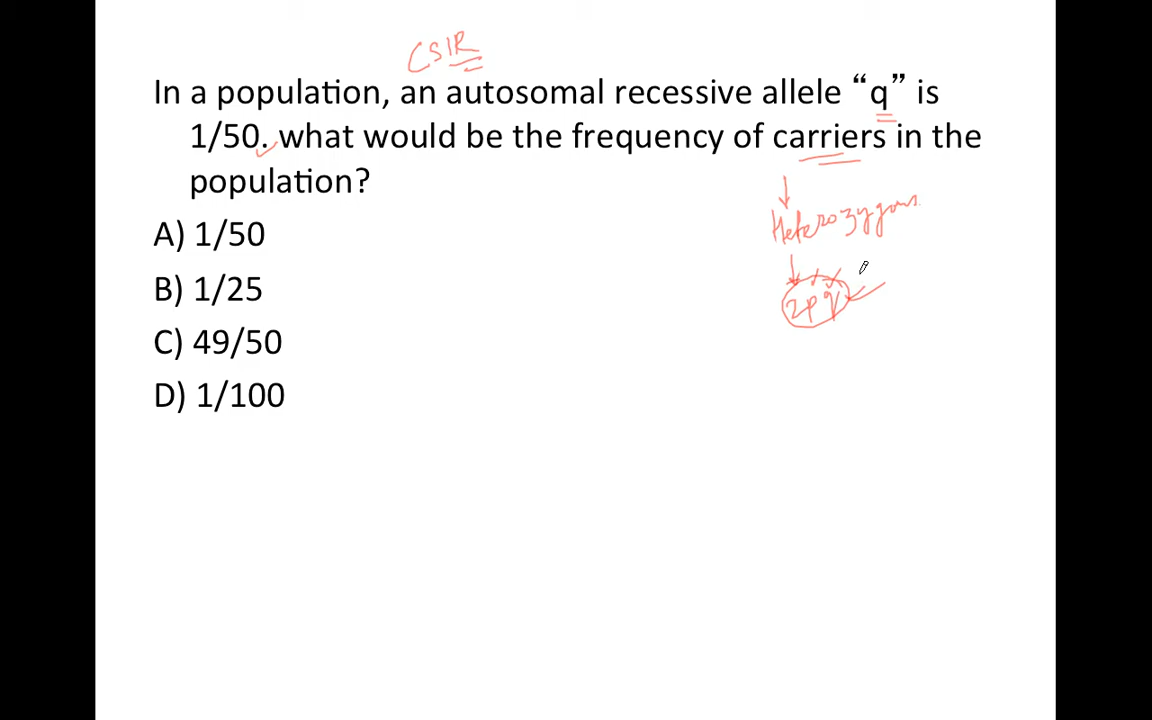 CSIR
In a population, an autosomal recessive allele “q” is
1/50. what would be the frequency of carriers in the
population?
Heterozygous
2pq
A) 1/50
B) 1/25
C) 49/50
D) 1/100